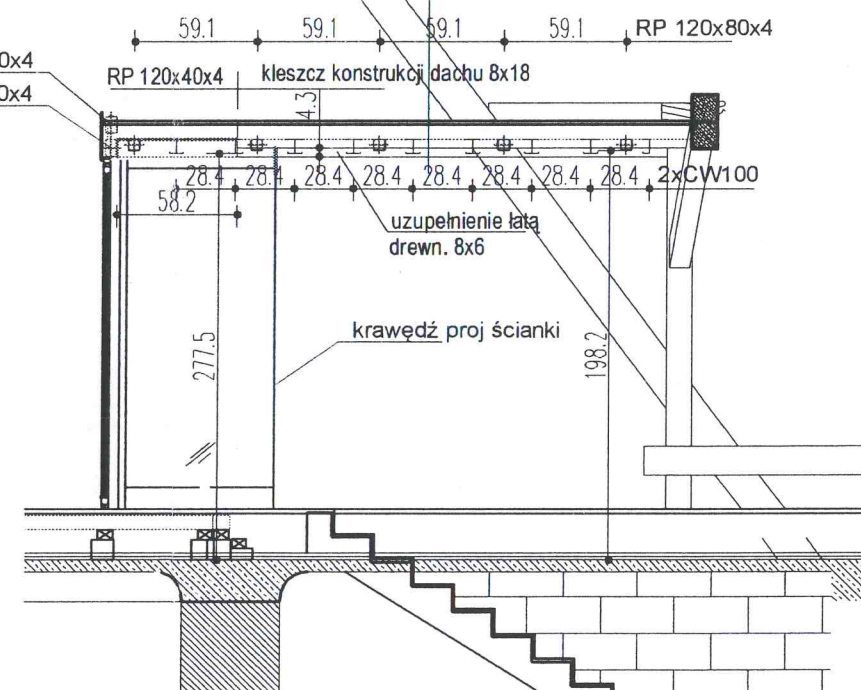 59.1 59.1 59.1 59.1 RP 120x80x4
0x4
RP 120x40x4 kleszcz konstrukcji dachu 8x18
0x4
4.3
28.4 28.4 28.4 28.4 28.4 28.4 28.4 28.4 2xCW100
58.2
uzupełnienie łatą
drewn. 8x6
krawędź proj ścianki
277.5
198.2